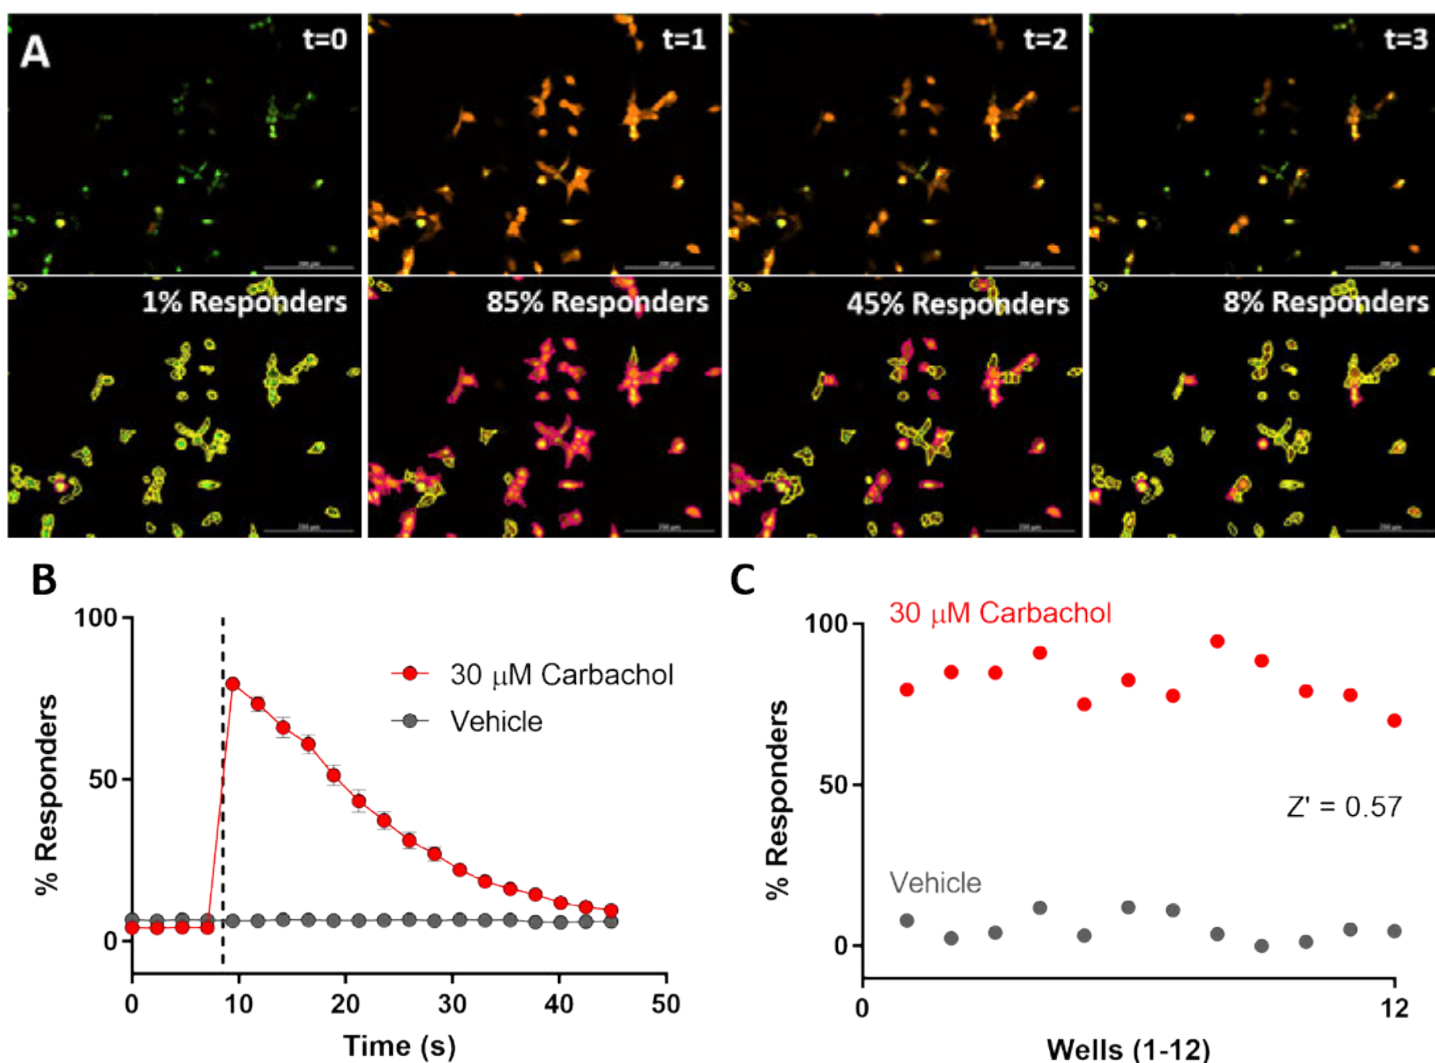 A
t=0
t=1
t=2
t=3
1% Responders
85% Responders
45% Responders
8% Responders
B
100
50
0
% Responders
30 μM Carbachol
Vehicle
0
10
20
30
40
50
Time (s)
C
100
50
0
% Responders
30 μM Carbachol
Z' = 0.57
Vehicle
0
12
Wells (1-12)